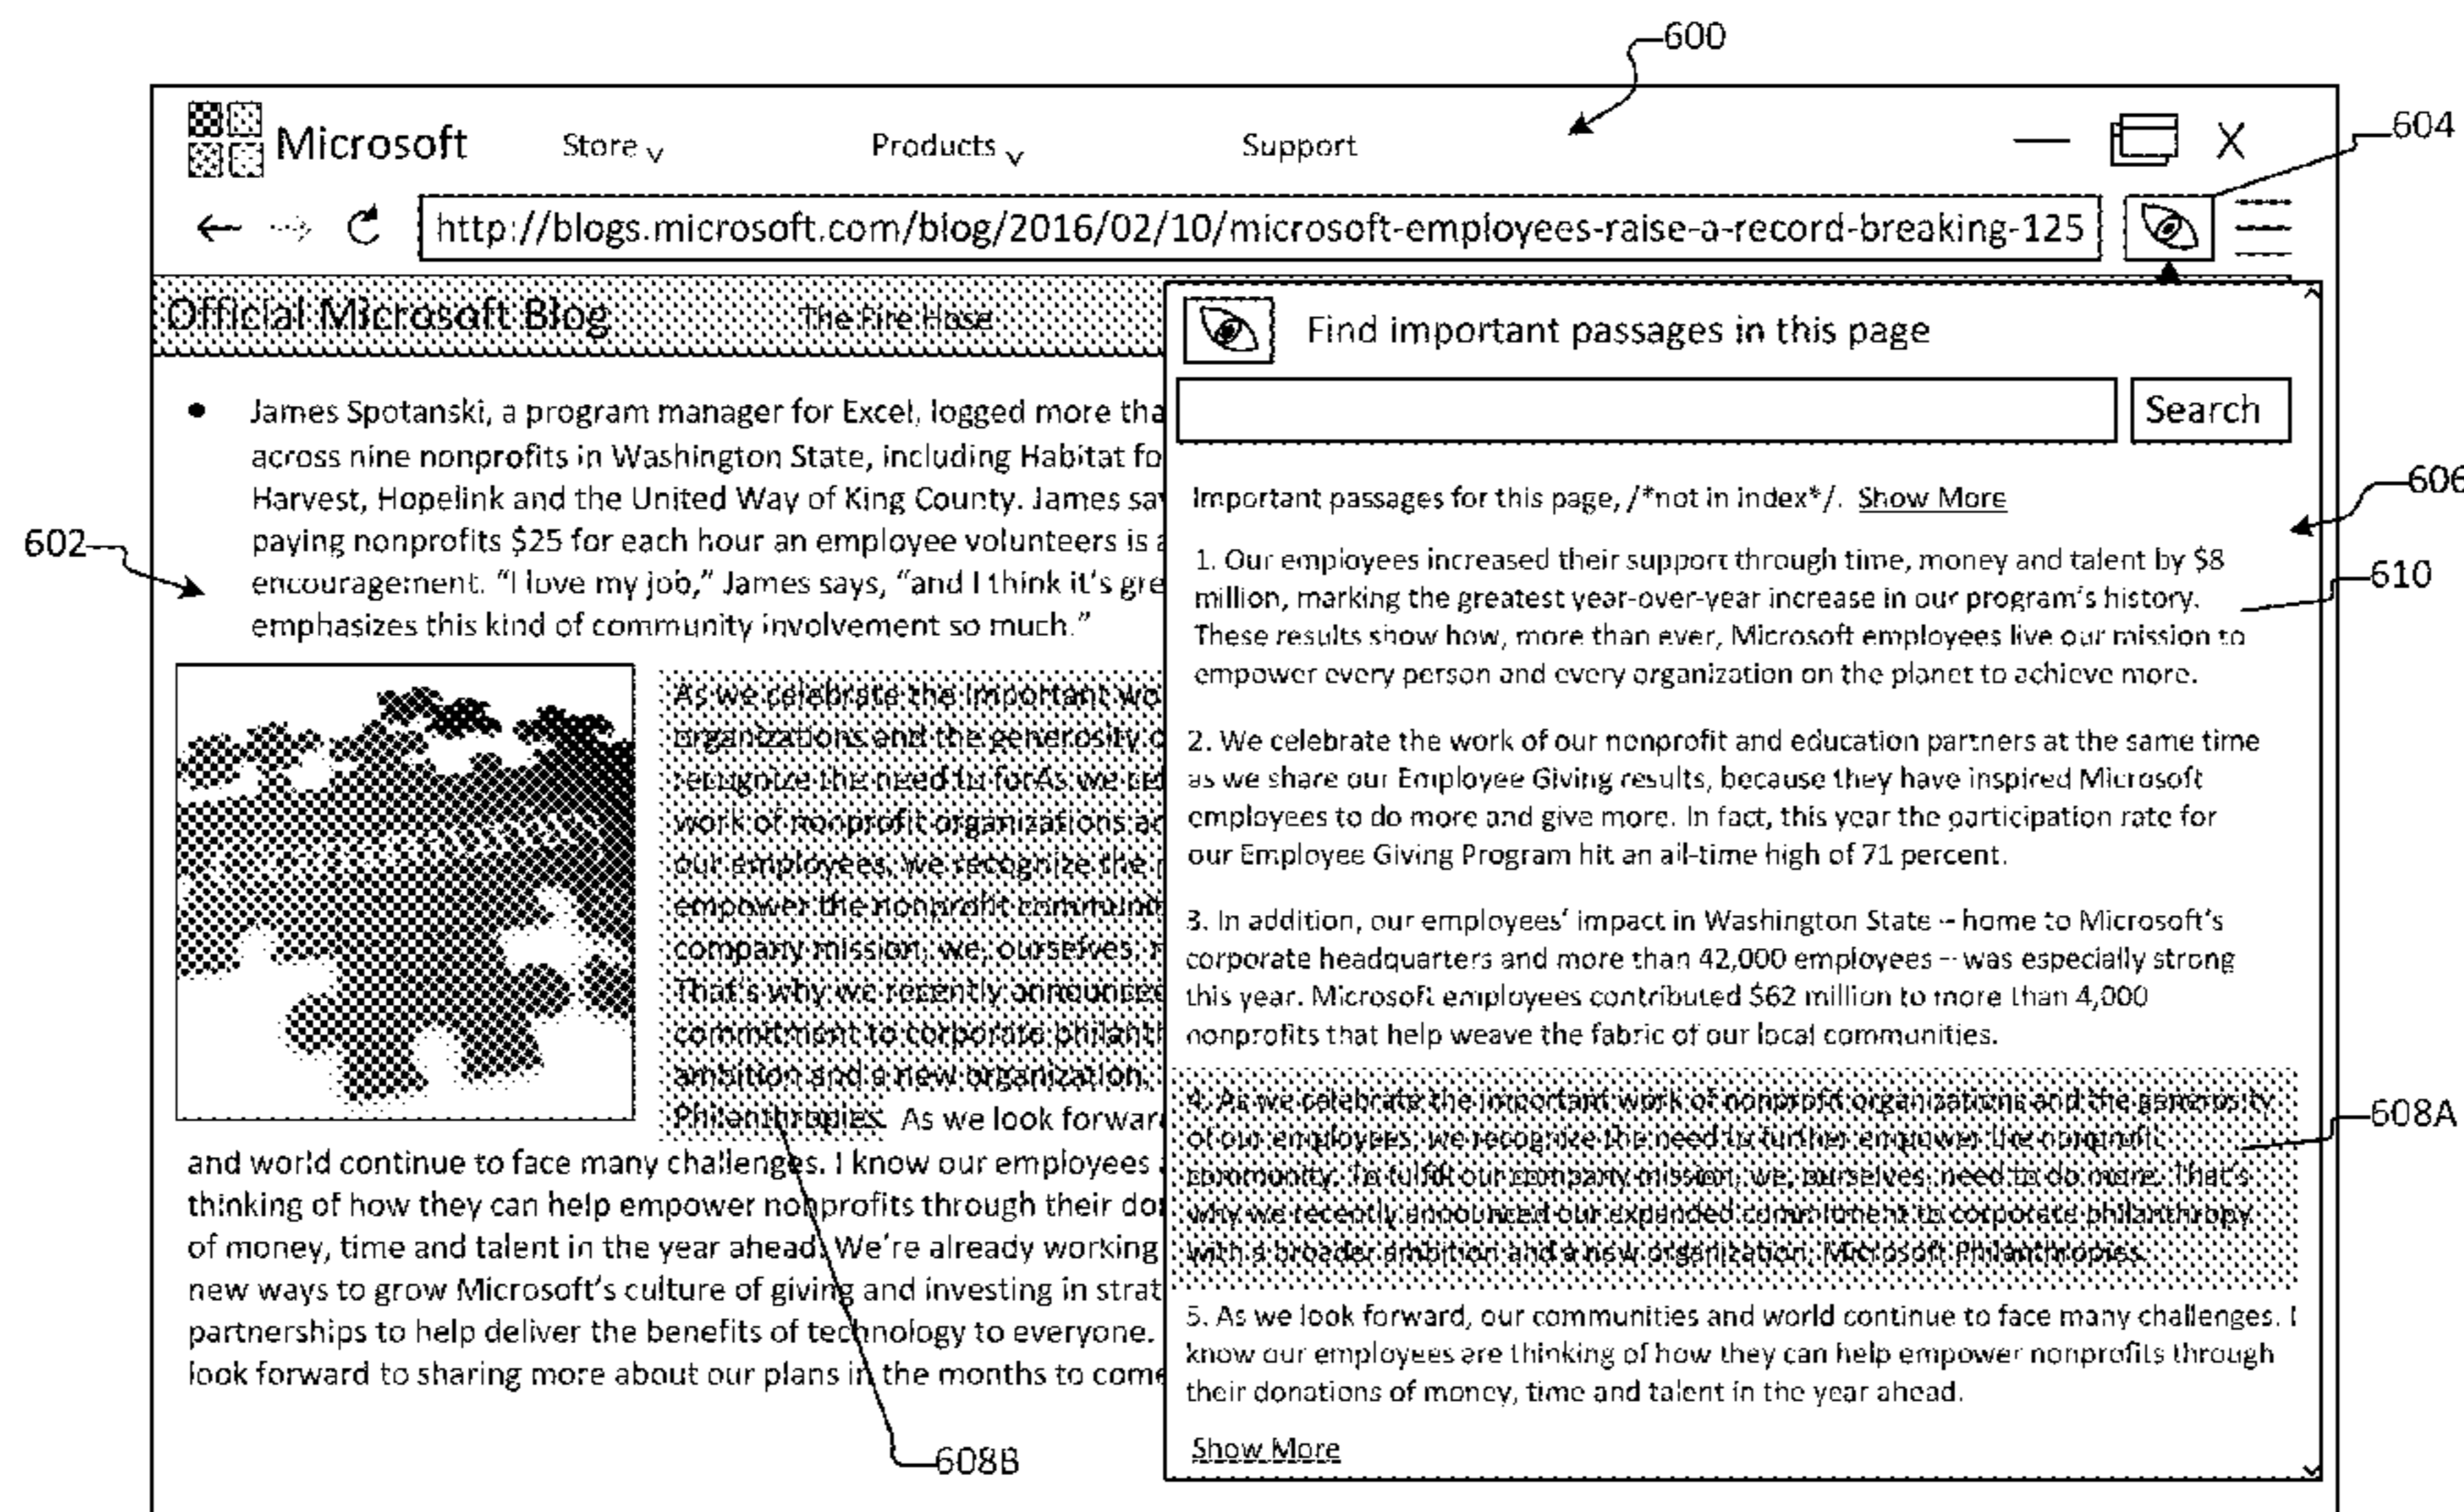 600
Microsoft Store Products Support
604
http://blogs.microsoft.com/blog/2016/02/10/microsoft-employees-raise-a-record-breaking-125
Official Microsoft Blog The Fire Hose
Find important passages in this page
Search
606
Important passages for this page, /*not in index*/. Show More
610
1. Our employees increased their support through time, money and talent by $8
million, marking the greatest year-over-year increase in our program's history.
These results show how, more than ever, Microsoft employees live our mission to
empower every person and every organization on the planet to achieve more.
2. We celebrate the work of our nonprofit and education partners at the same time
as we share our Employee Giving results, because they have inspired Microsoft
employees to do more and give more. In fact, this year the participation rate for
our Employee Giving Program hit an all-time high of 71 percent.
3. In addition, our employees' impact in Washington State -- home to Microsoft's
corporate headquarters and more than 42,000 employees -- was especially strong
this year. Microsoft employees contributed $62 million to more than 4,000
nonprofits that help weave the fabric of our local communities.
608A
4. As we celebrate the important work of nonprofit organizations and the generosity
of our employees, we recognize the need to further empower the nonprofit
community. To fulfill our company mission, we, ourselves, need to do more. That's
why we recently announced our expanded commitment to corporate philanthropy
with a broader ambition and a new organization, Microsoft Philanthropies.
5. As we look forward, our communities and world continue to face many challenges. I
know our employees are thinking of how they can help empower nonprofits through
their donations of money, time and talent in the year ahead.
Show More
602
• James Spotanski, a program manager for Excel, logged more tha
across nine nonprofits in Washington State, including Habitat fo
Harvest, Hopelink and the United Way of King County. James say
paying nonprofits $25 for each hour an employee volunteers is a
encouragement. “I love my job,” James says, “and I think it's gre
emphasizes this kind of community involvement so much.”
As we celebrate the important wo
organizations and the generosity o
recognize the need to forAs we cel
work of nonprofit organizations an
our employees, we recognize the
empower the nonprofit communit
company mission, we, ourselves,
That's why we recently announced
commitment to corporate philanth
ambition and a new organization,
Philanthropies. As we look forward
and world continue to face many challenges. I know our employees
thinking of how they can help empower nonprofits through their do
of money, time and talent in the year ahead. We're already working
new ways to grow Microsoft's culture of giving and investing in strat
partnerships to help deliver the benefits of technology to everyone.
look forward to sharing more about our plans in the months to come
608B